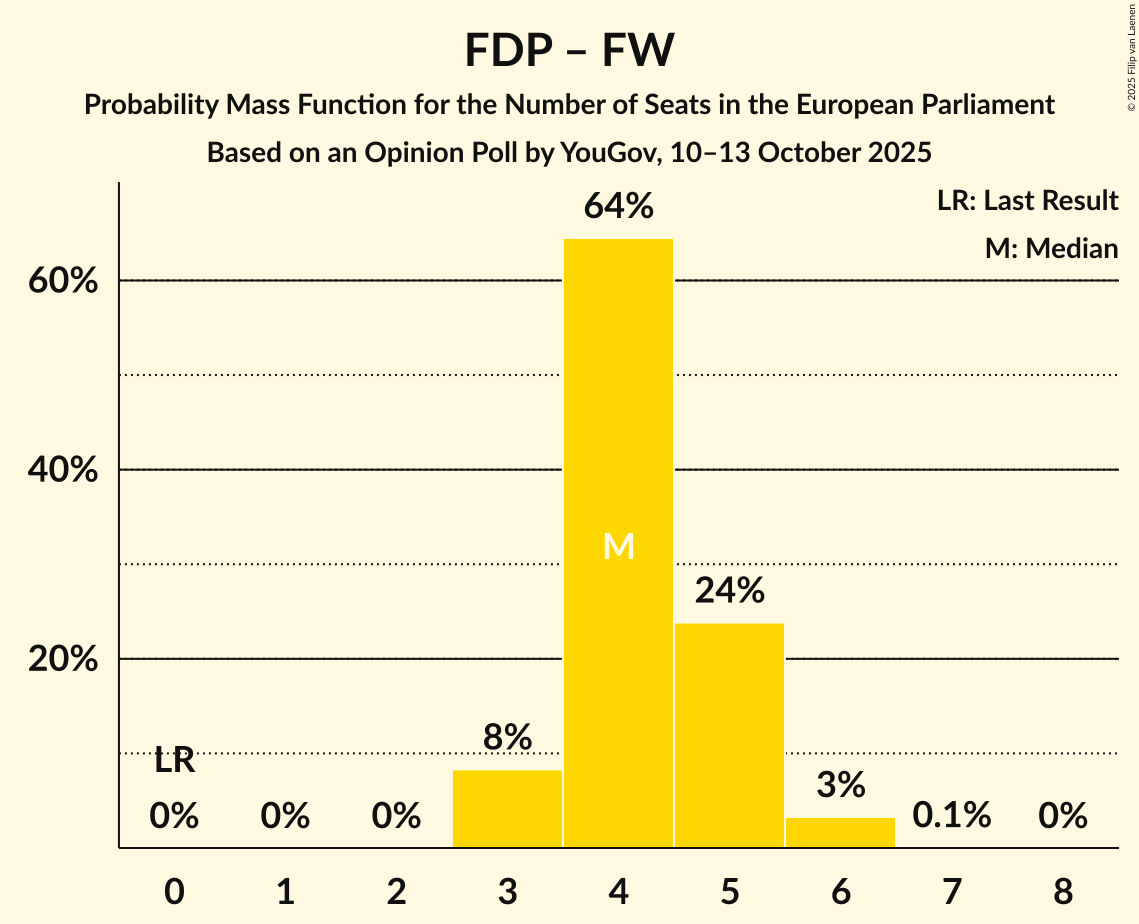 FDP – FW
Probability Mass Function for the Number of Seats in the European Parliament
Based on an Opinion Poll by YouGov, 10–13 October 2025
© 2025 Filip van Laenen
LR: Last Result
M: Median
64%
60%
40%
M
24%
20%
8%
LR
3%
0% 0% 0% 0.1% 0%
0 1 2 3 4 5 6 7 8